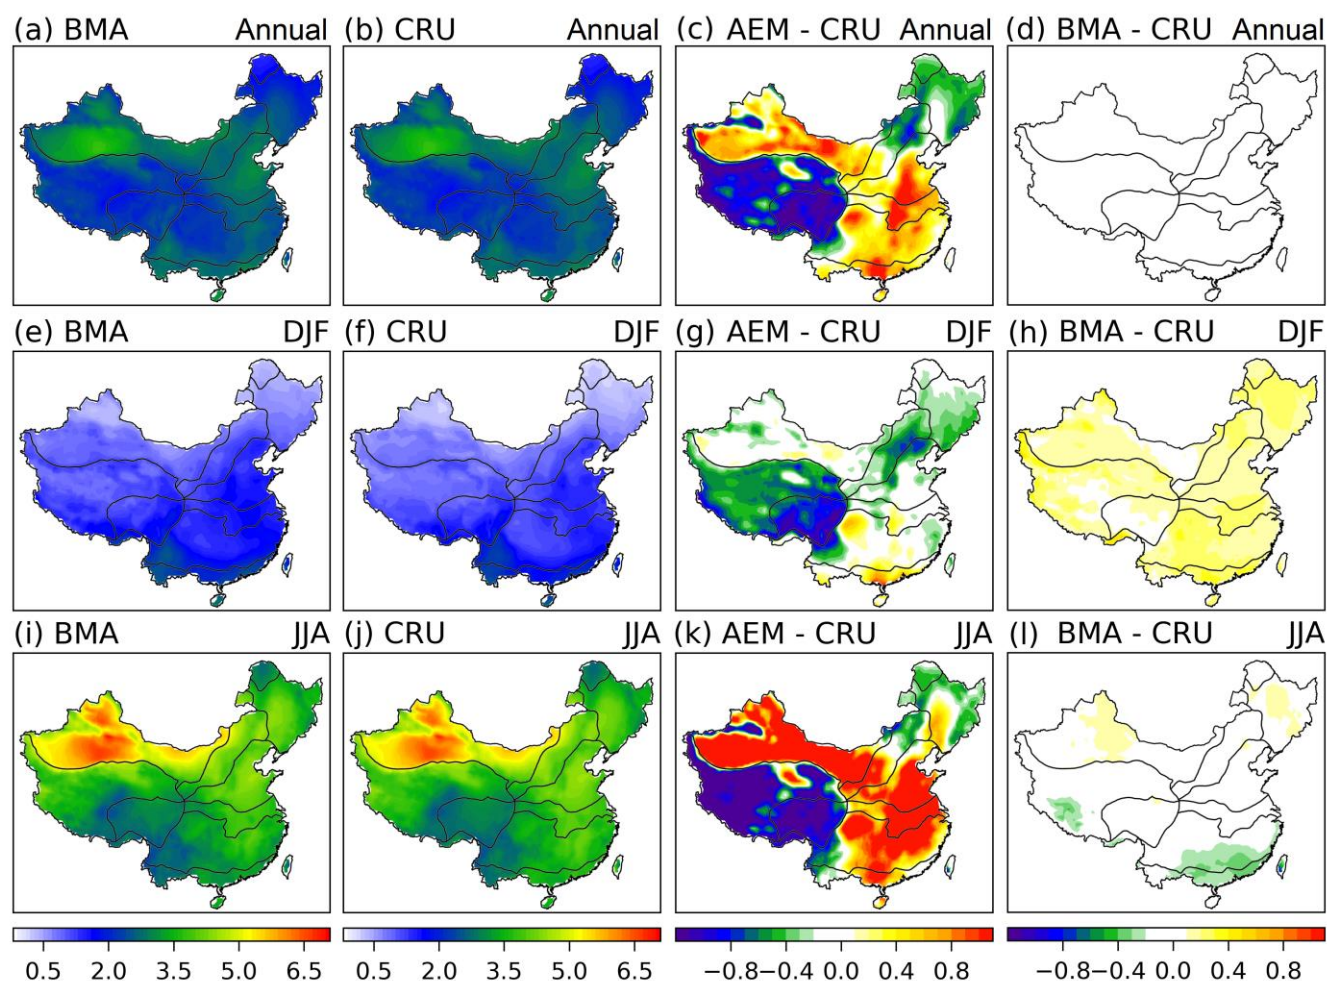 (a) BMA Annual (b) CRU Annual (c) AEM - CRU Annual (d) BMA - CRU Annual
(e) BMA DJF (f) CRU DJF (g) AEM - CRU DJF (h) BMA - CRU DJF
(i) BMA JJA (j) CRU JJA (k) AEM - CRU JJA (l) BMA - CRU JJA
0.5 2.0 3.5 5.0 6.5 0.5 2.0 3.5 5.0 6.5 −0.8 −0.4 0.0 0.4 0.8 −0.8 −0.4 0.0 0.4 0.8